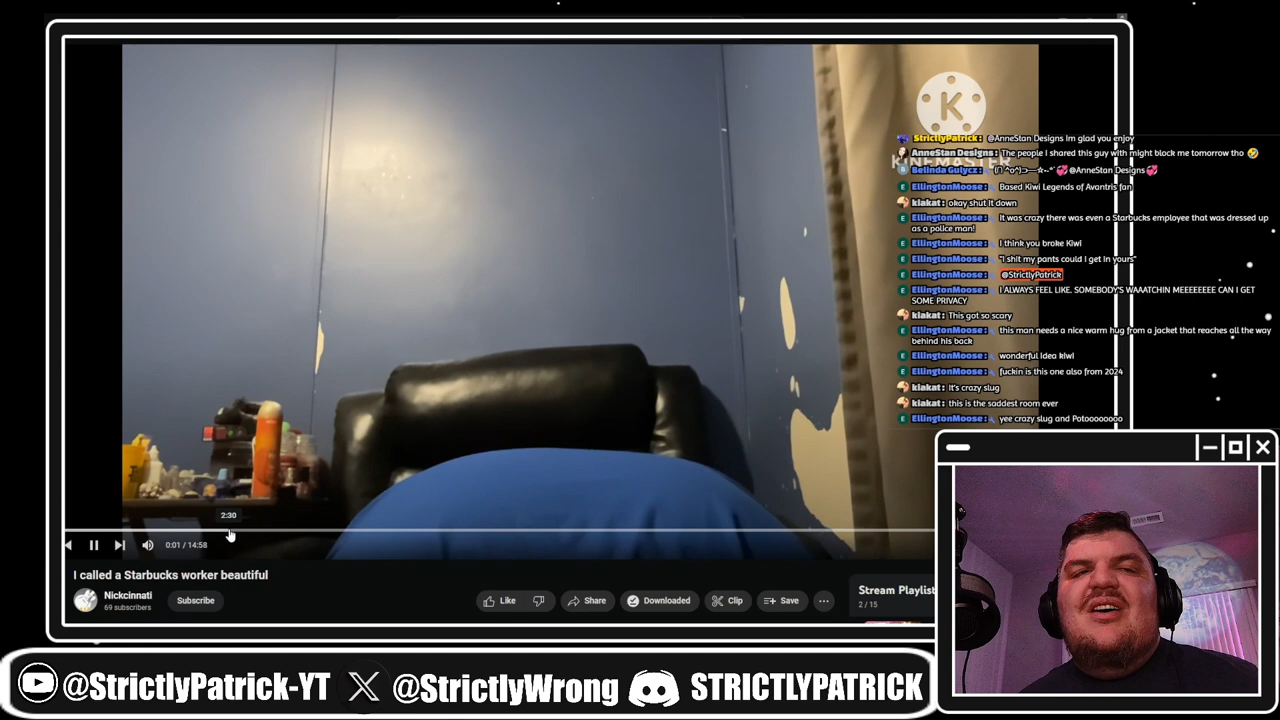 K
KINEMASTER
StrictlyPatrick: @AnneStan Designs Im glad you enjoy
AnneStan Designs: The people I shared this guy with might block me tomorrow tho 🤣
Belinda Gulycz: @AnneStan Designs💞
EllingtonMoose: Based Kiwi Legends of Avantris fan
kiakat: okay shut it down
EllingtonMoose: It was crazy there was even a Starbucks employee that was dressed up
as a police man!
EllingtonMoose: I think you broke Kiwi
EllingtonMoose: "I shit my pants could I get in yours"
EllingtonMoose: @StrictlyPatrick
EllingtonMoose: I ALWAYS FEEL LIKE. SOMEBODY'S WAAATCHIN MEEEEEEE CAN I GET
SOME PRIVACY
kiakat: This got so scary
EllingtonMoose: this man needs a nice warm hug from a jacket that reaches all the way
behind his back
EllingtonMoose: wonderful idea kiwi
EllingtonMoose: fuckin is this one also from 2024
kiakat: It's crazy slug
kiakat: this is the saddest room ever
EllingtonMoose: yee crazy slug and Potoooooooo
2:30
0:01 / 14:58
I called a Starbucks worker beautiful
Nickcinnati
69 subscribers
Subscribe
Like
Share
Downloaded
Clip
Save
Stream Playlist
2 / 15
@StrictlyPatrick-YT
@StrictlyWrong
STRICTLYPATRICK